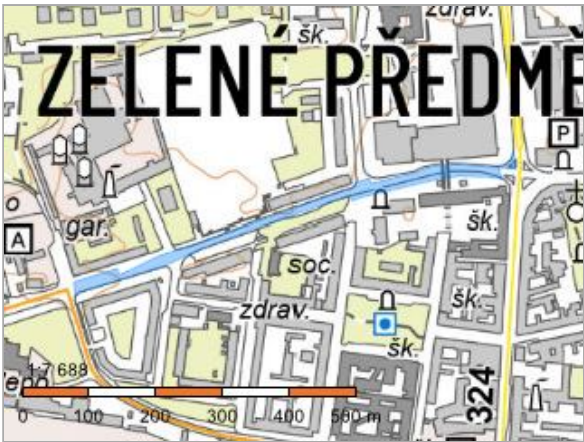 zdrav.
šk.
ZELENÉ PŘEDMĚ
P
o
gar.
A
šk.
soc.
šk.
zdrav.
šk.
1:7 688
324
0 100 200 300 400 500 m